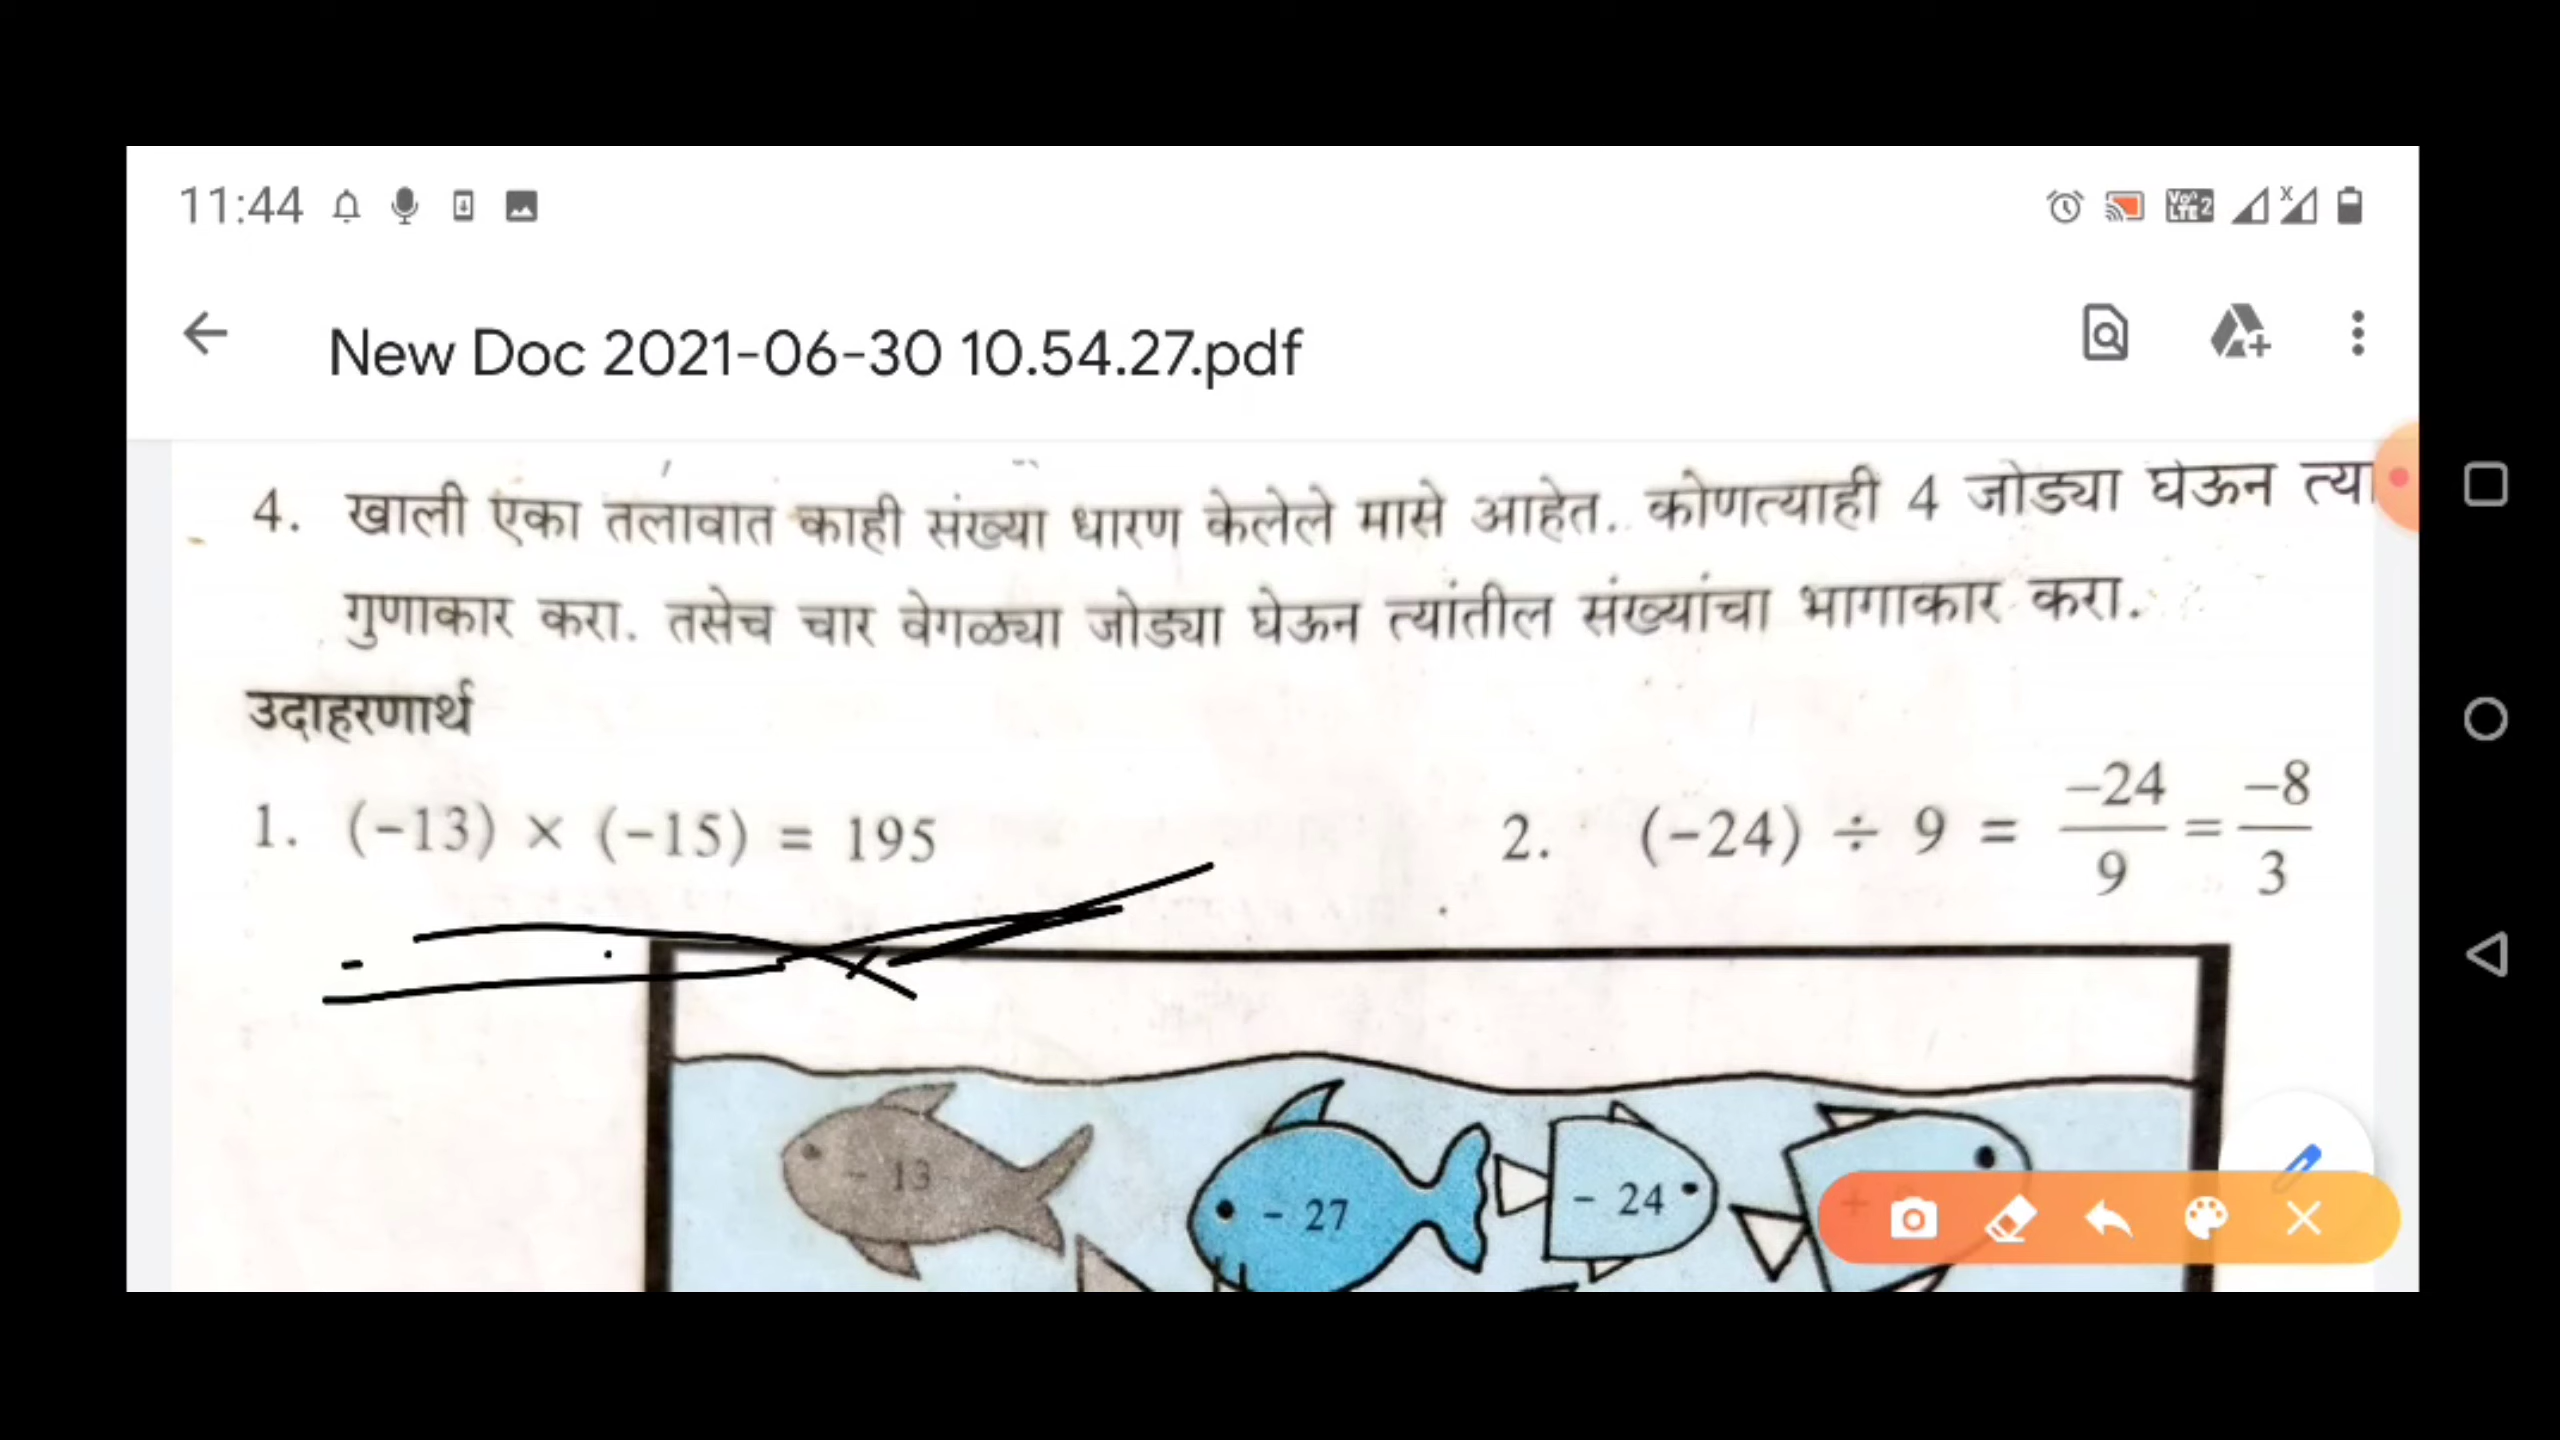 11:44
New Doc 2021-06-30 10.54.27.pdf
4. खाली एका तलावात काही संख्या धारण केलेले मासे आहेत. कोणत्याही 4 जोड्या घेऊन त्या
गुणाकार करा. तसेच चार वेगळ्या जोड्या घेऊन त्यांतील संख्यांचा भागाकार करा.
उदाहरणार्थ
1. (-13) × (-15) = 195
2. (-24) ÷ 9 = -24/9 = -8/3
- 13
- 27
- 24